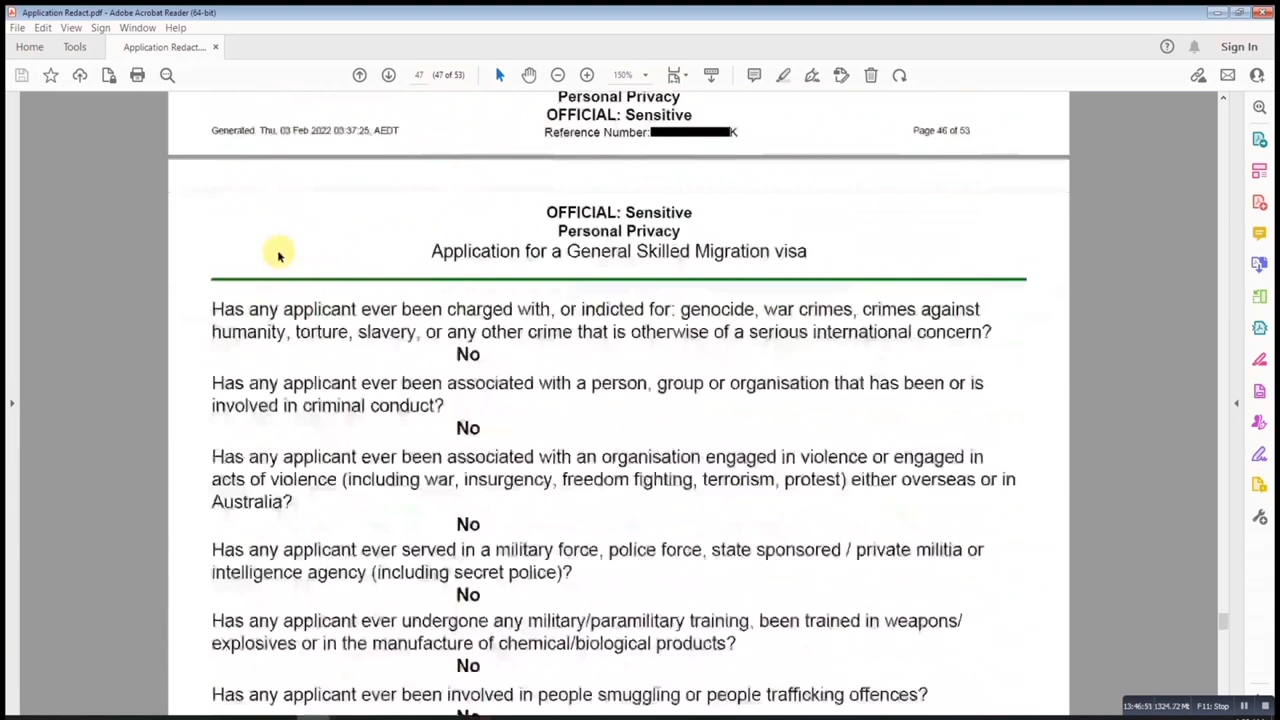 Application Redact.pdf - Adobe Acrobat Reader (64-bit)
File Edit View Sign Window Help
Home Tools Application Redact.... × Sign In
47 (47 of 53) 150%
Personal Privacy
OFFICIAL: Sensitive
Generated. Thu, 03 Feb 2022 03:37:25, AEDT Reference Number: K Page 46 of 53
OFFICIAL: Sensitive
Personal Privacy
Application for a General Skilled Migration visa
Has any applicant ever been charged with, or indicted for: genocide, war crimes, crimes against
humanity, torture, slavery, or any other crime that is otherwise of a serious international concern?
No
Has any applicant ever been associated with a person, group or organisation that has been or is
involved in criminal conduct?
No
Has any applicant ever been associated with an organisation engaged in violence or engaged in
acts of violence (including war, insurgency, freedom fighting, terrorism, protest) either overseas or in
Australia?
No
Has any applicant ever served in a military force, police force, state sponsored / private militia or
intelligence agency (including secret police)?
No
Has any applicant ever undergone any military/paramilitary training, been trained in weapons/
explosives or in the manufacture of chemical/biological products?
No
Has any applicant ever been involved in people smuggling or people trafficking offences?
No
F11: Stop